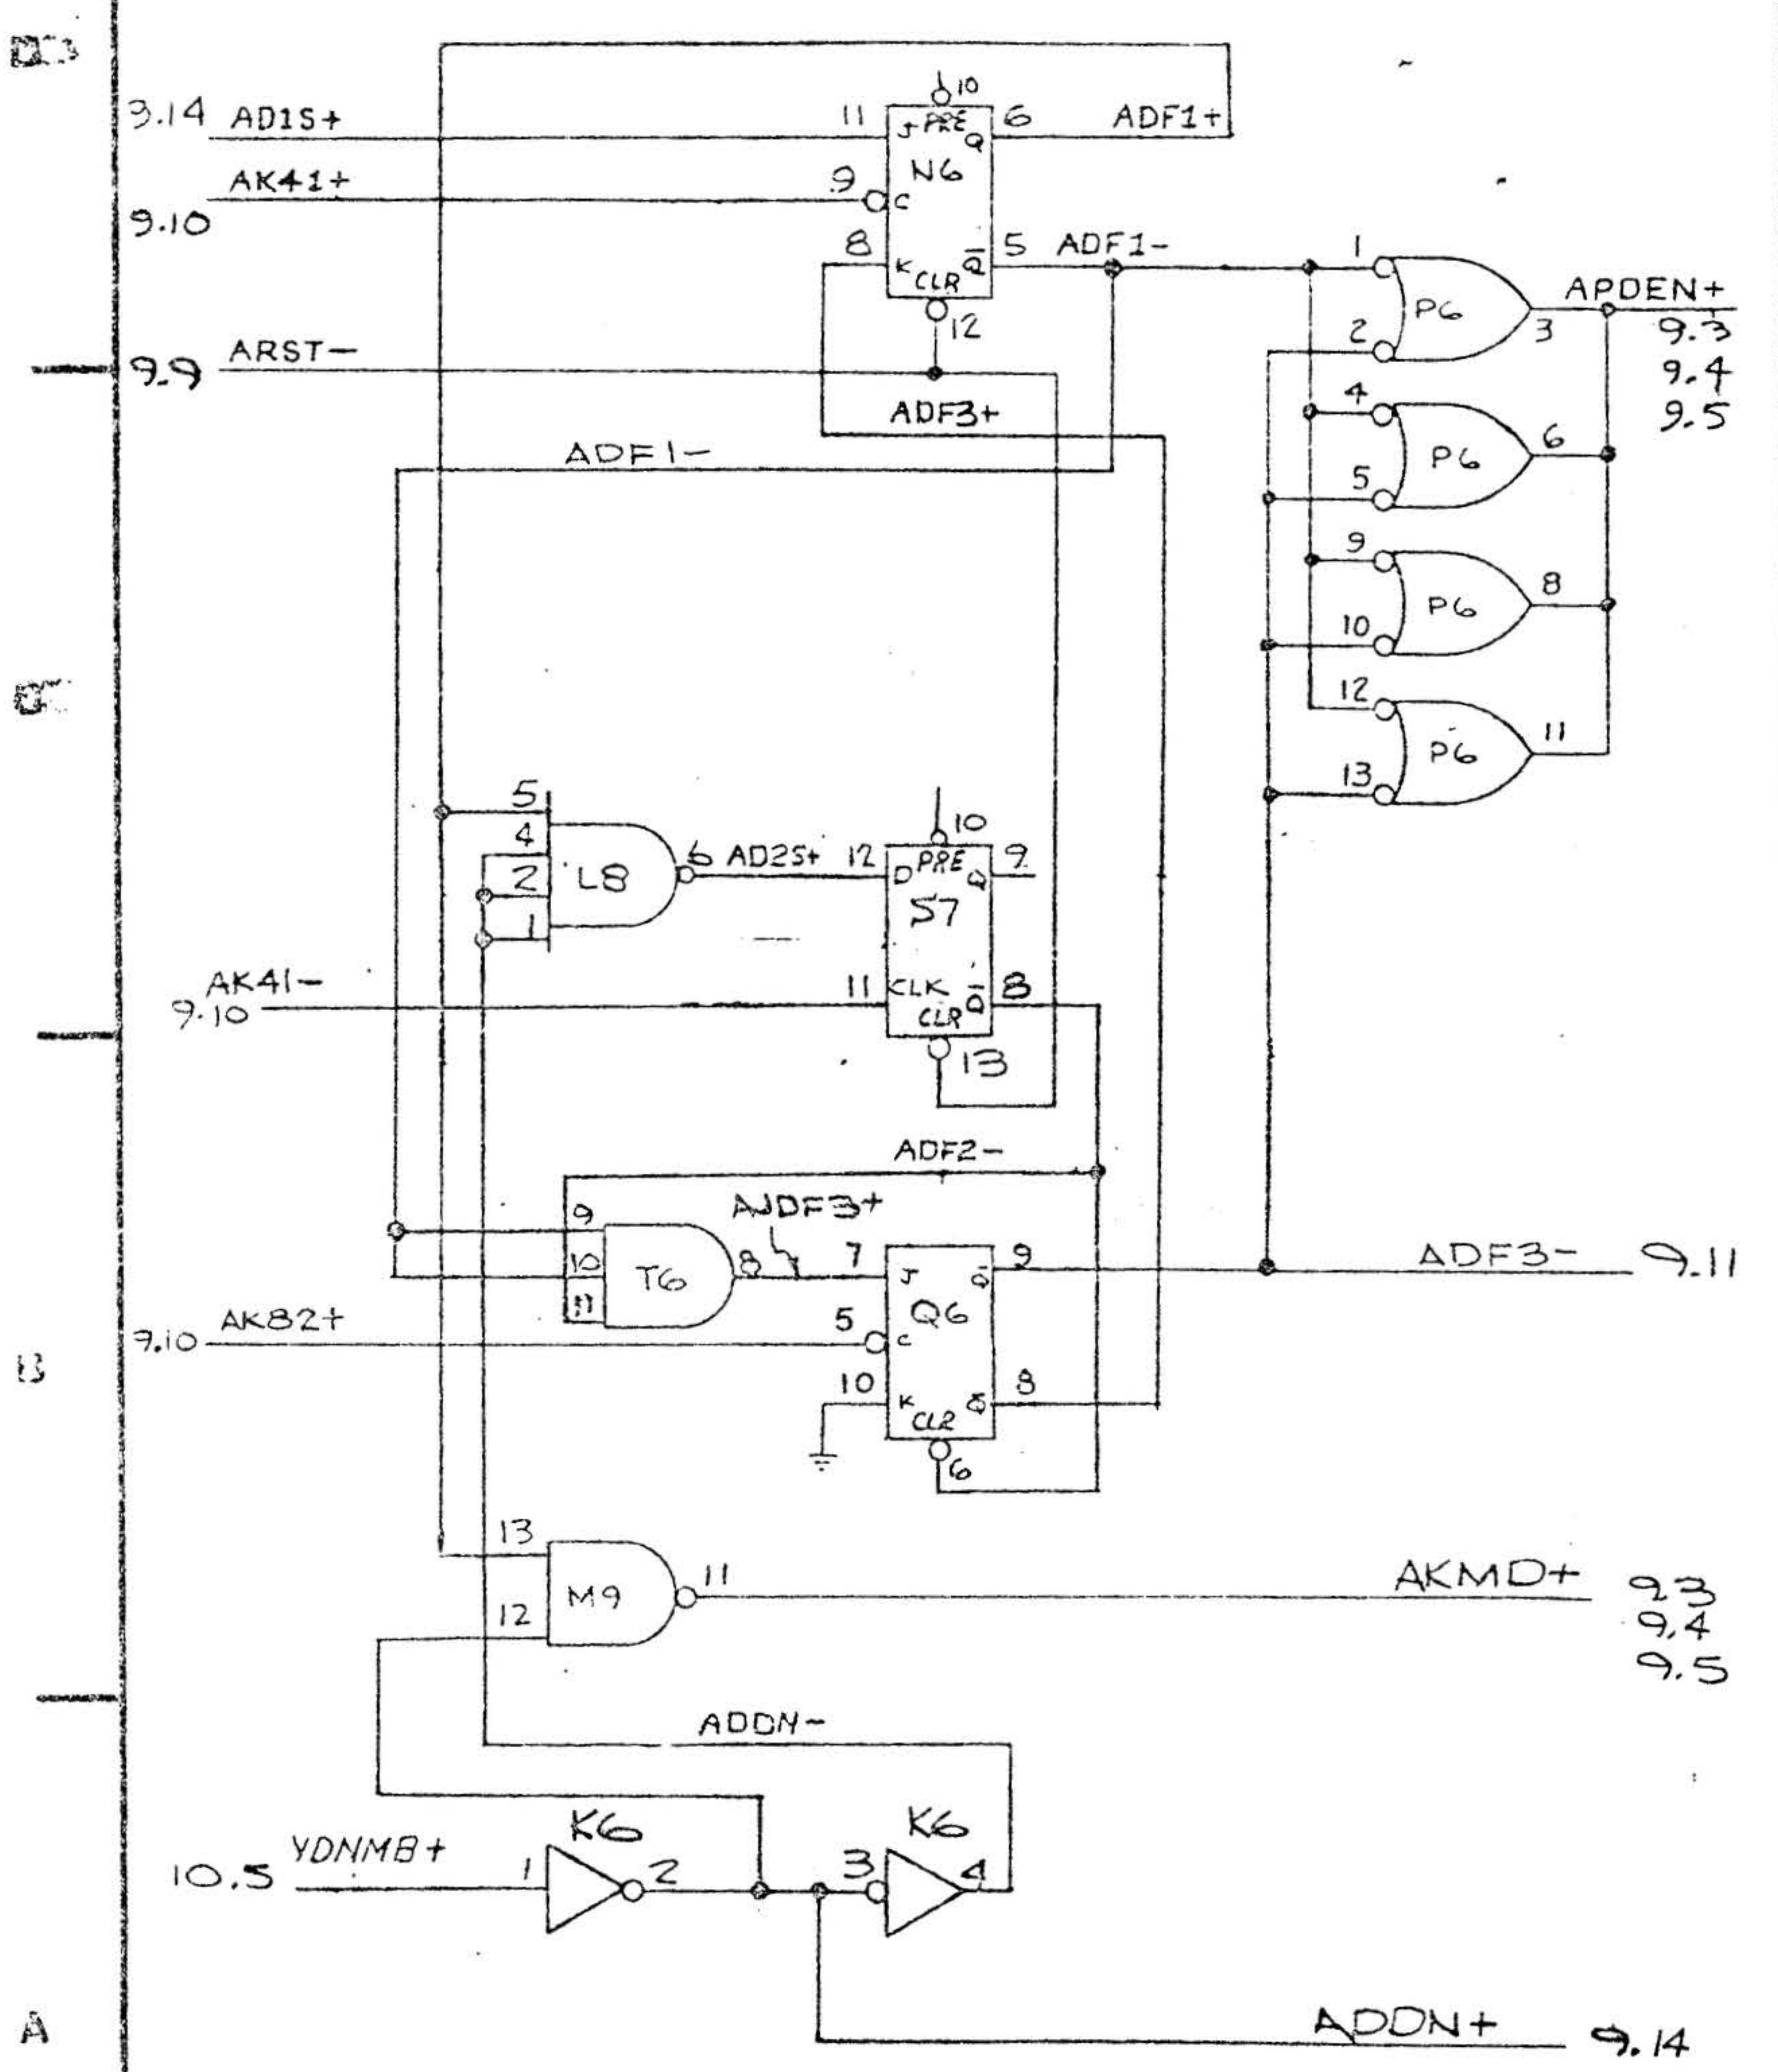 3.14 AD1S+ 11 J PRE 10 Q 6 ADF1+
N6
AK41+ 9 C
9.10
8 K CLR Q̅ 5 ADF1-
12
1 P6 3 APDEN+
2
9.3
9.4
9.5
9.9 ARST-
ADF3+
ADF1-
4 P6 6
5
9 P6 8
10
12 P6 11
13
5
4
2
1
L8 6 AD2S+ 12 D PRE 10 Q 9
S7
AK41- 11 CLK Q̅ 8
9.10
CLR
13
ADF2-
AJDF3+
9
10
11
T6 8 7 J Q̅ 9 ADF3- 9.11
Q6
AK82+ 5 C
9.10
10 K CLR Q̅ 8
6
13
12
M9 11 AKMD+ 9.3
9.4
9.5
ADDN-
K6 K6
10.5 YDNMB+ 1 2 3 4
ADDN+ 9.14
B
A